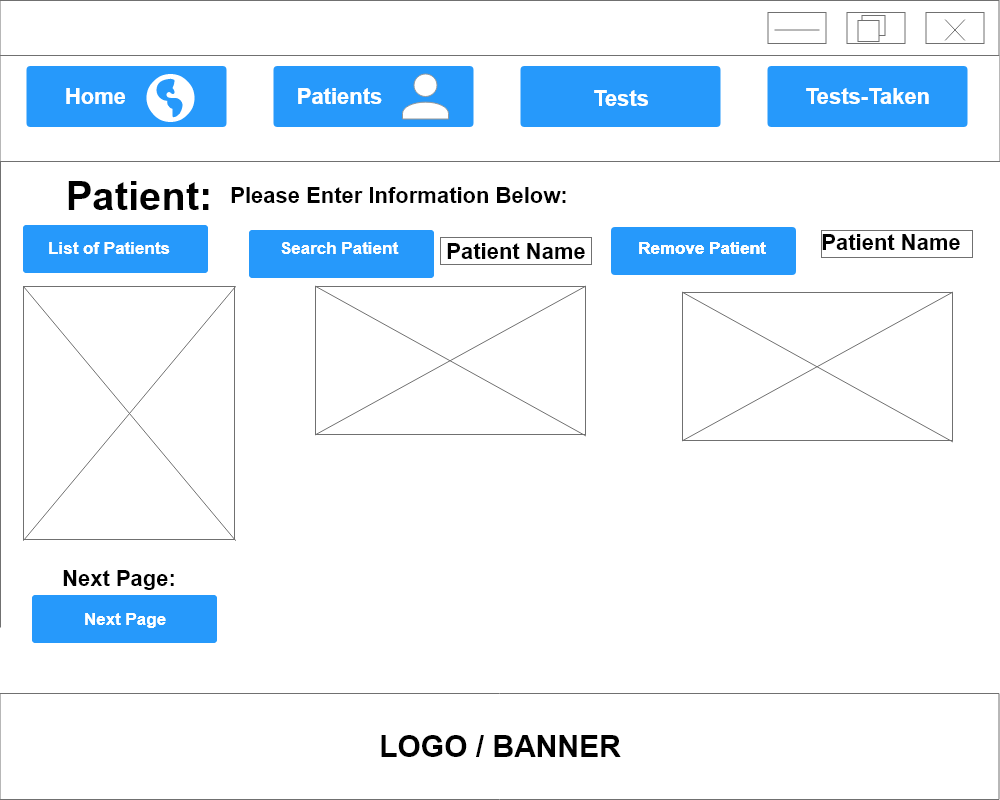 Home
Patients
Tests
Tests-Taken
Patient:
Please Enter Information Below:
List of Patients
Search Patient
Patient Name
Remove Patient
Patient Name
Next Page:
Next Page
LOGO / BANNER